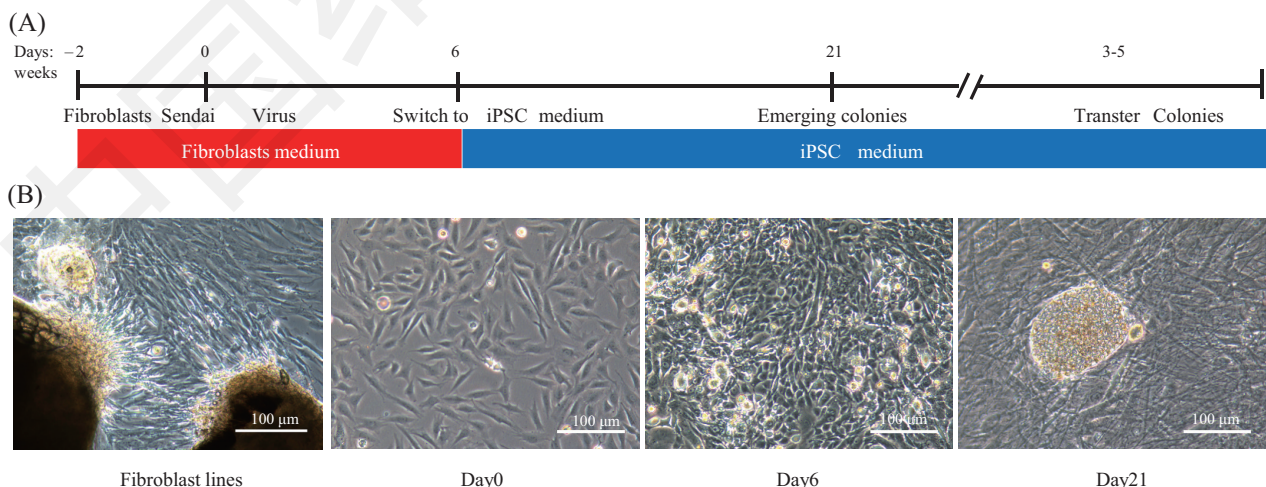 (A)
Days: −2 0 6 21 3-5
weeks
Fibroblasts Sendai Virus Switch to iPSC medium Emerging colonies Transter Colonies
Fibroblasts medium iPSC medium
(B)
100 μm 100 μm 100 μm 100 μm
Fibroblast lines Day0 Day6 Day21